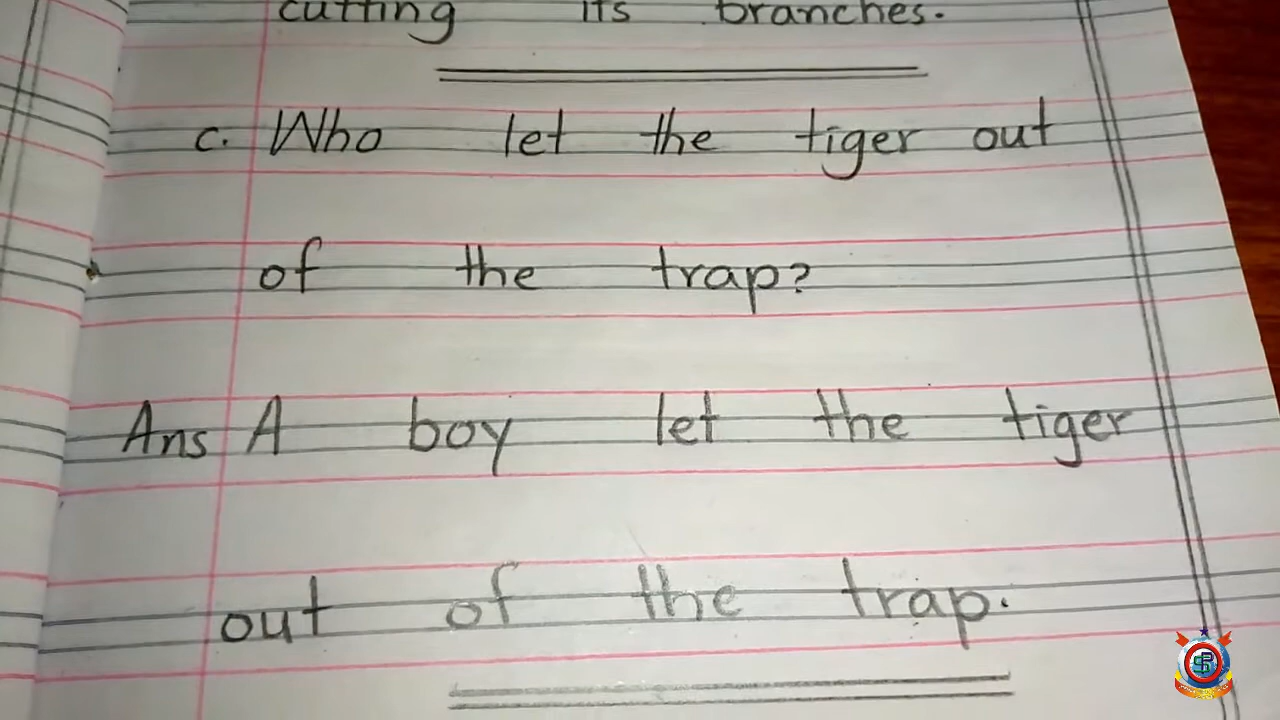 cutting its branches.
c. Who let the tiger out
of the trap?
Ans A boy let the tiger
out of the trap.